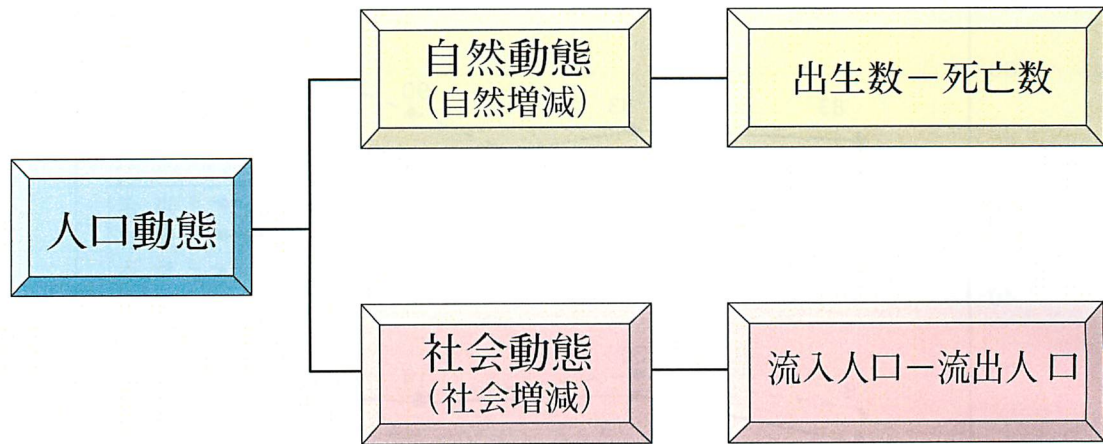 人口動態
自然動態
(自然増減)
出生数－死亡数
社会動態
(社会増減)
流入人口－流出人口